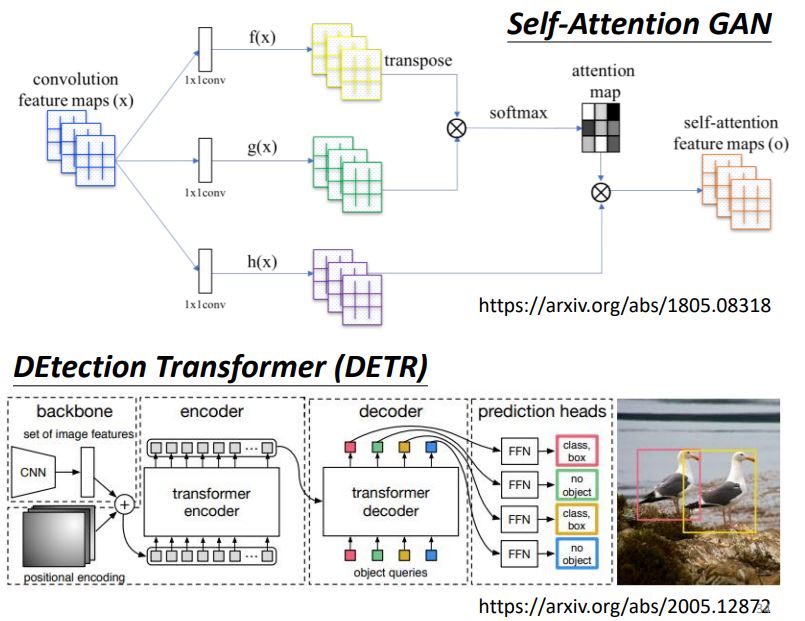 Self-Attention GAN
convolution
feature maps (x)
f(x)
1x1conv
transpose
g(x)
1x1conv
h(x)
1x1conv
softmax
attention
map
self-attention
feature maps (o)
https://arxiv.org/abs/1805.08318
DEtection Transformer (DETR)
backbone
set of image features
CNN
+
positional encoding
encoder
...
transformer
encoder
...
decoder
transformer
decoder
object queries
prediction heads
FFN
class,
box
FFN
no
object
FFN
class,
box
FFN
no
object
https://arxiv.org/abs/2005.12872